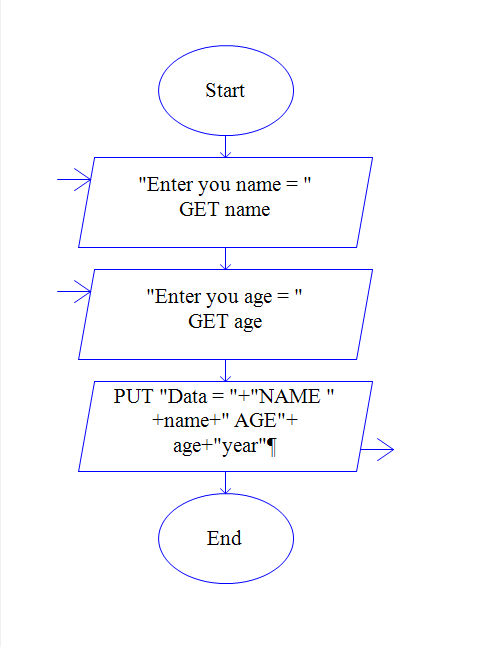 Start
"Enter you name = "
GET name
"Enter you age = "
GET age
PUT "Data = "+"NAME "
+name+" AGE"+
age+"year"¶
End